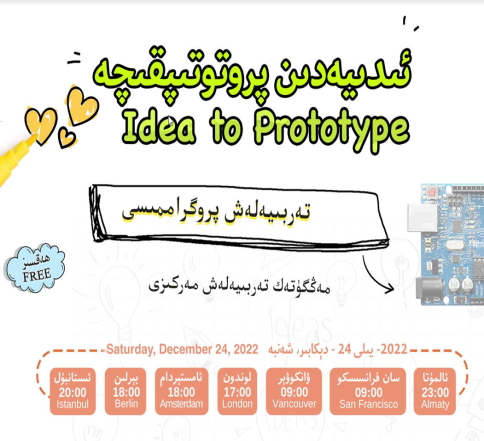 ئىدىيەدىن پروتوتىپقىچە
Idea to Prototype
تەربىيەلەش پروگراممىسى
مەڭگۈتەك تەربىيەلەش مەركىزى
ھەقسىز
FREE
2022- يىلى 24 - دېكابىر، شەنبە
Saturday, December 24, 2022
ئىستانبۇل
20:00
Istanbul
بېرلىن
18:00
Berlin
ئامستېردام
18:00
Amsterdam
لوندون
17:00
London
ۋانكوۋېر
09:00
Vancouver
سان فرانسىسكو
09:00
San Francisco
ئالمۇتا
23:00
Almaty